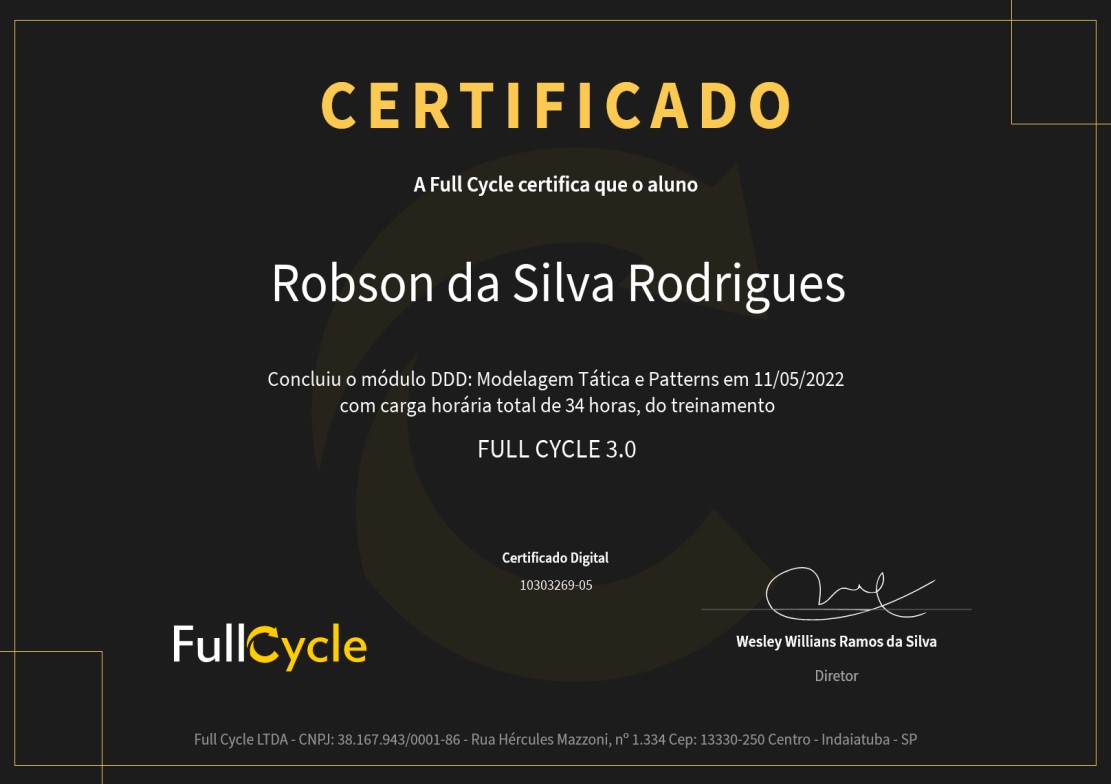 CERTIFICADO
A Full Cycle certifica que o aluno
Robson da Silva Rodrigues
Concluiu o módulo DDD: Modelagem Tática e Patterns em 11/05/2022
com carga horária total de 34 horas, do treinamento
FULL CYCLE 3.0
Certificado Digital
10303269-05
FullCycle
Wesley Willians Ramos da Silva
Diretor
Full Cycle LTDA - CNPJ: 38.167.943/0001-86 - Rua Hércules Mazzoni, nº 1.334 Cep: 13330-250 Centro - Indaiatuba - SP